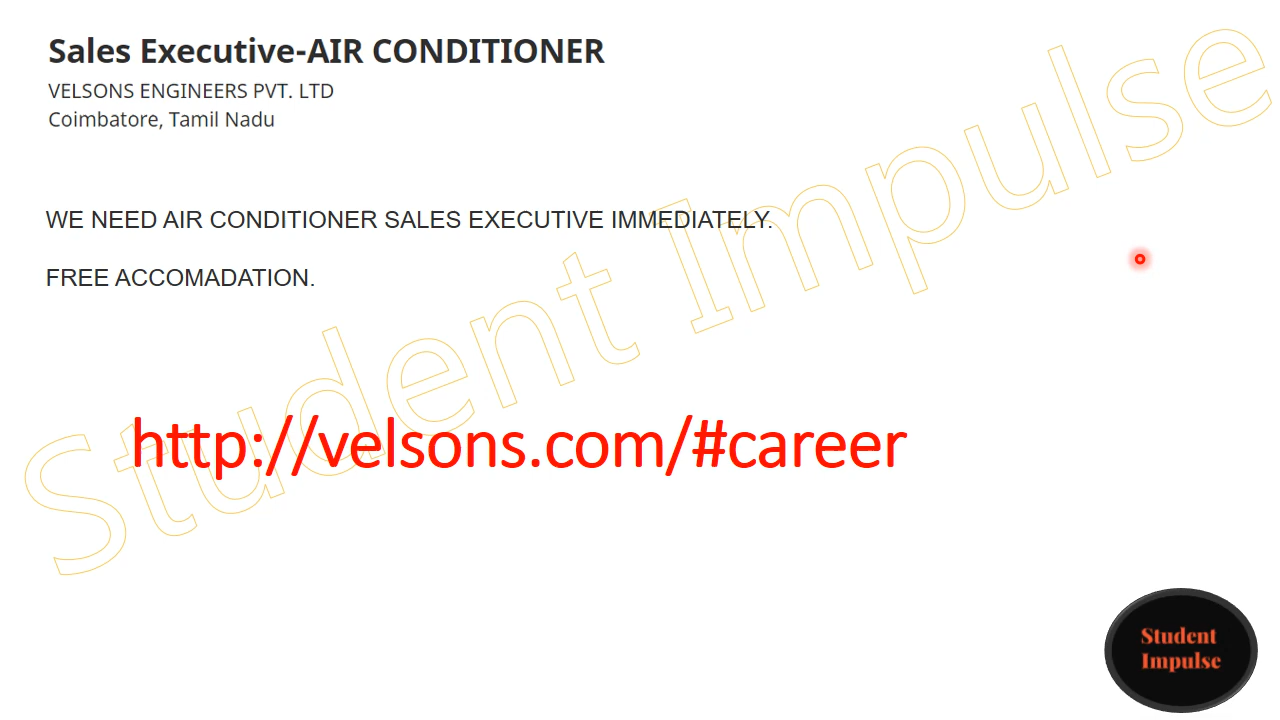 Sales Executive-AIR CONDITIONER
VELSONS ENGINEERS PVT. LTD
Coimbatore, Tamil Nadu
WE NEED AIR CONDITIONER SALES EXECUTIVE IMMEDIATELY.
FREE ACCOMADATION.
Student Impulse
http://velsons.com/#career
Student
Impulse